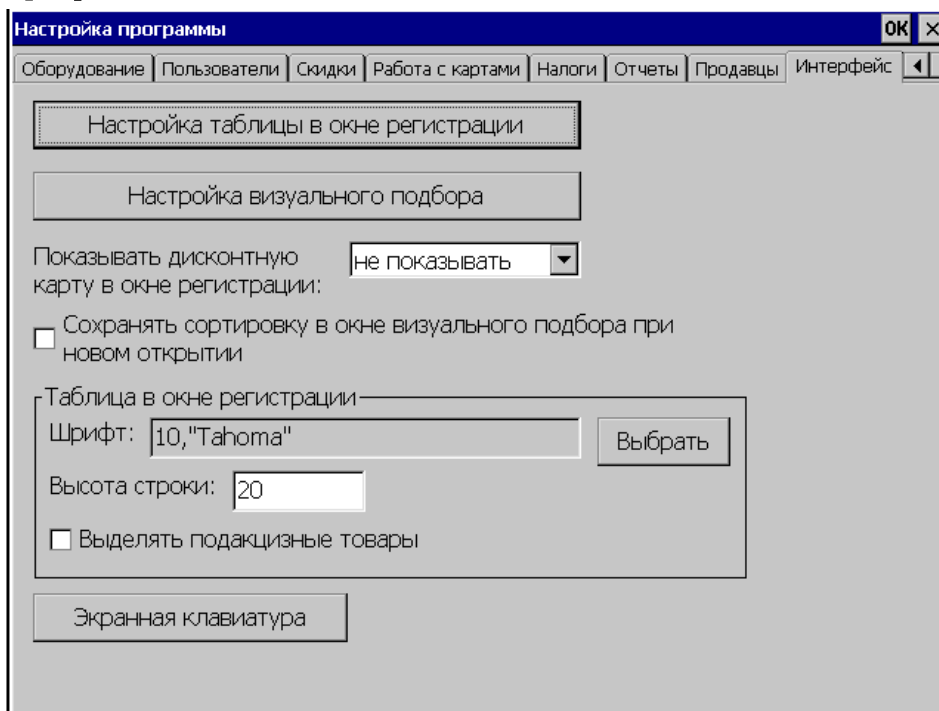 Настройка программы OK ×
Оборудование Пользователи Скидки Работа с картами Налоги Отчеты Продавцы Интерфейс
Настройка таблицы в окне регистрации
Настройка визуального подбора
Показывать дисконтную
карту в окне регистрации:
не показывать
Сохранять сортировку в окне визуального подбора при
новом открытии
Таблица в окне регистрации
Шрифт: 10,"Tahoma" Выбрать
Высота строки: 20
Выделять подакцизные товары
Экранная клавиатура